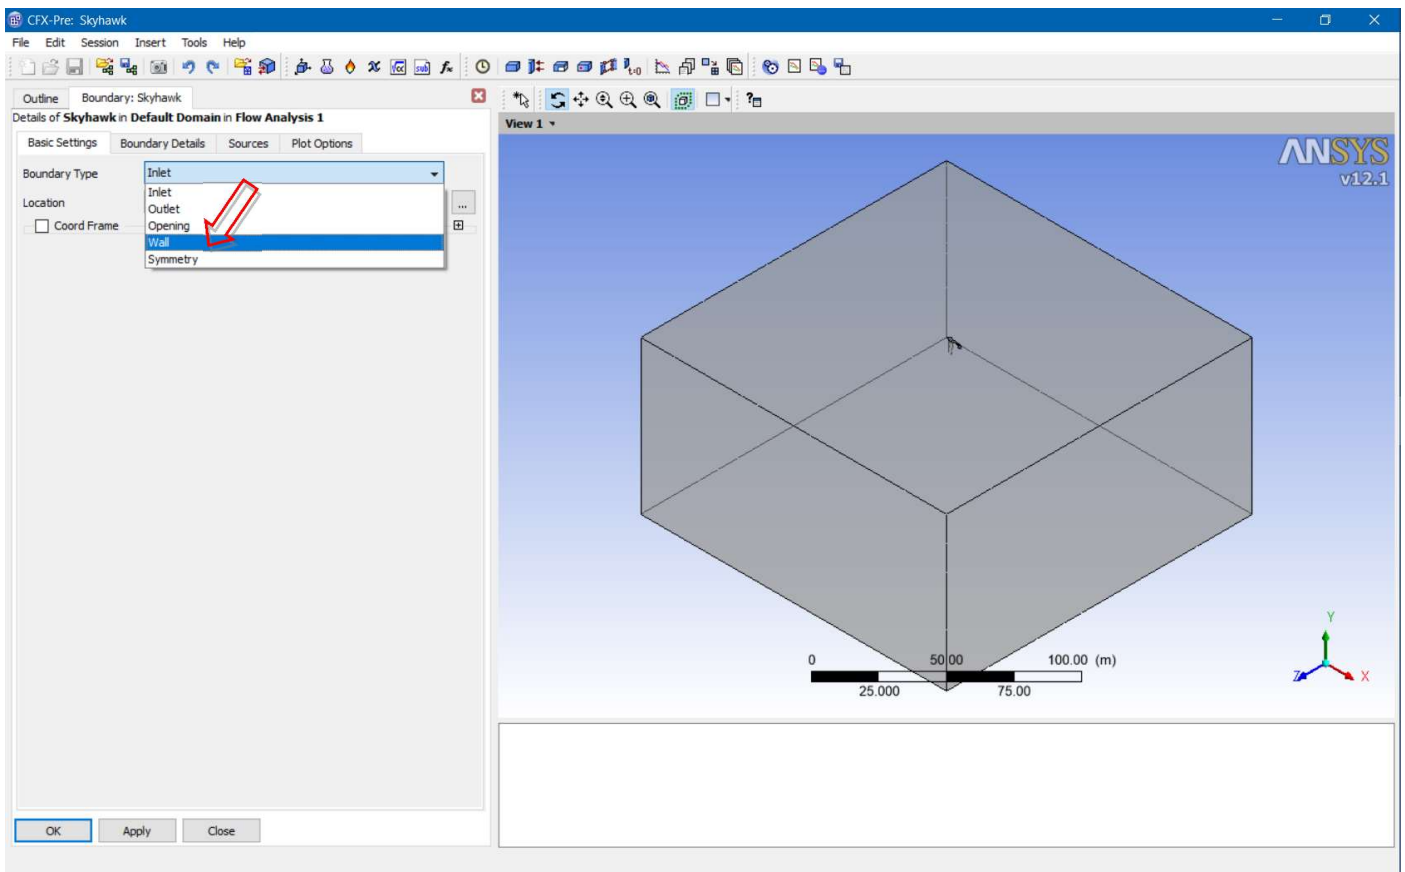 CFX-Pre: Skyhawk
File Edit Session Insert Tools Help
Outline Boundary: Skyhawk
Details of Skyhawk in Default Domain in Flow Analysis 1
Basic Settings Boundary Details Sources Plot Options
Boundary Type Inlet
Inlet
Location
Outlet
Coord Frame Opening
Wall
Symmetry
OK Apply Close
View 1
ANSYS
v12.1
0 50.00 100.00 (m)
25.000 75.00
Y
Z X